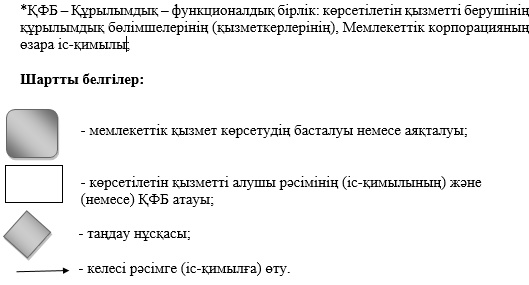 *ҚФБ – Құрылымдық – функционалдық бірлік: көрсетілетін қызметті берушінің
құрылымдық бөлімшелерінің (қызметкерлерінің), Мемлекеттік корпорацияның
өзара іс-қимылы;
Шартты белгілер:
- мемлекеттік қызмет көрсетудің басталуы немесе аяқталуы;
- көрсетілетін қызметті алушы рәсімінің (іс-қимылының) және
(немесе) ҚФБ атауы;
- таңдау нұсқасы;
- келесі рәсімге (іс-қимылға) өту.